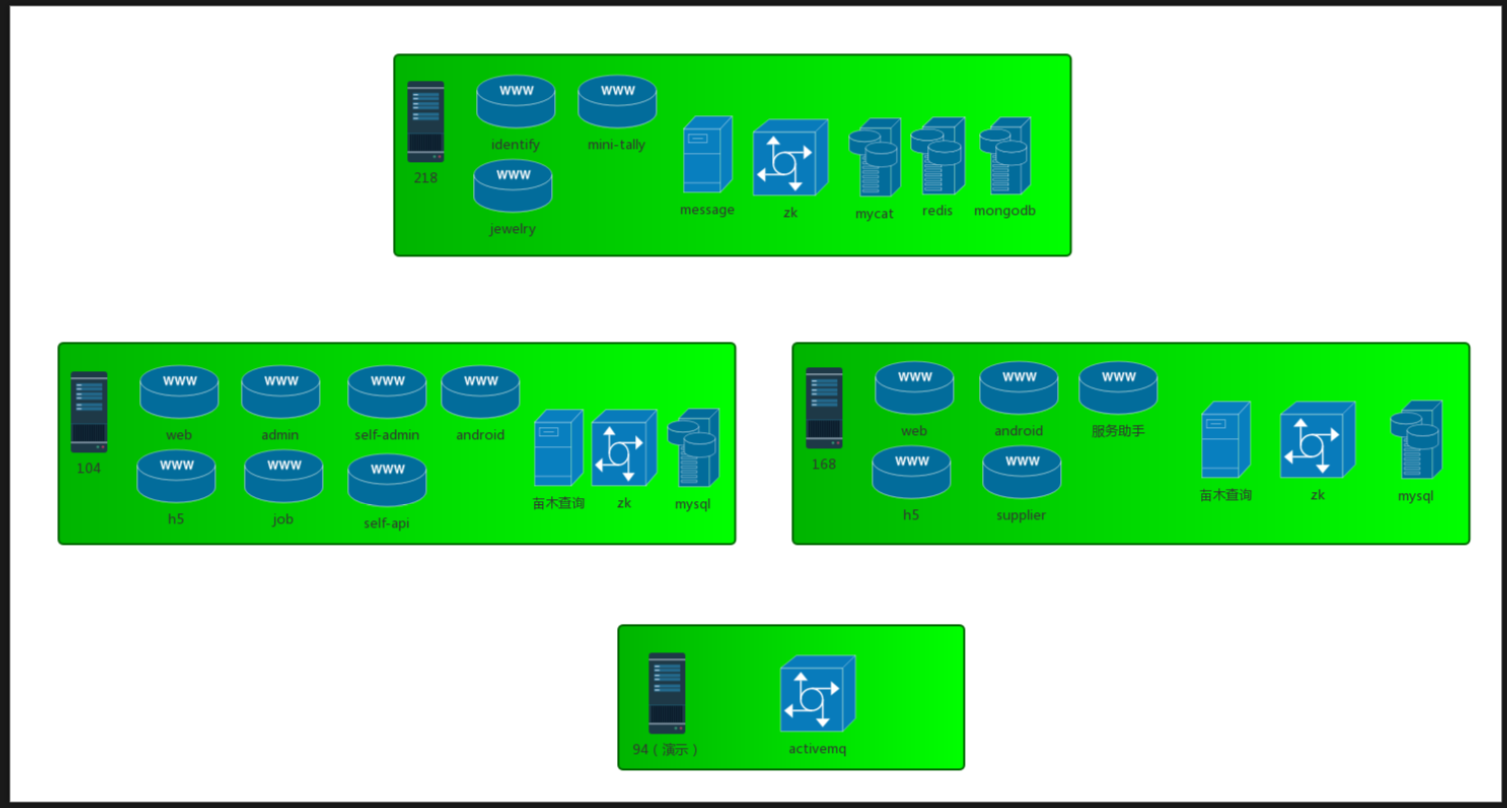 WWW
WWW
identify
mini-tally
218
WWW
jewelry
message
zk
mycat
redis
mongodb
WWW
WWW
WWW
WWW
web
admin
self-admin
android
104
WWW
WWW
WWW
h5
job
self-api
苗木查询
zk
mysql
WWW
WWW
WWW
web
android
服务助手
168
WWW
WWW
h5
supplier
苗木查询
zk
mysql
94（演示）
activemq